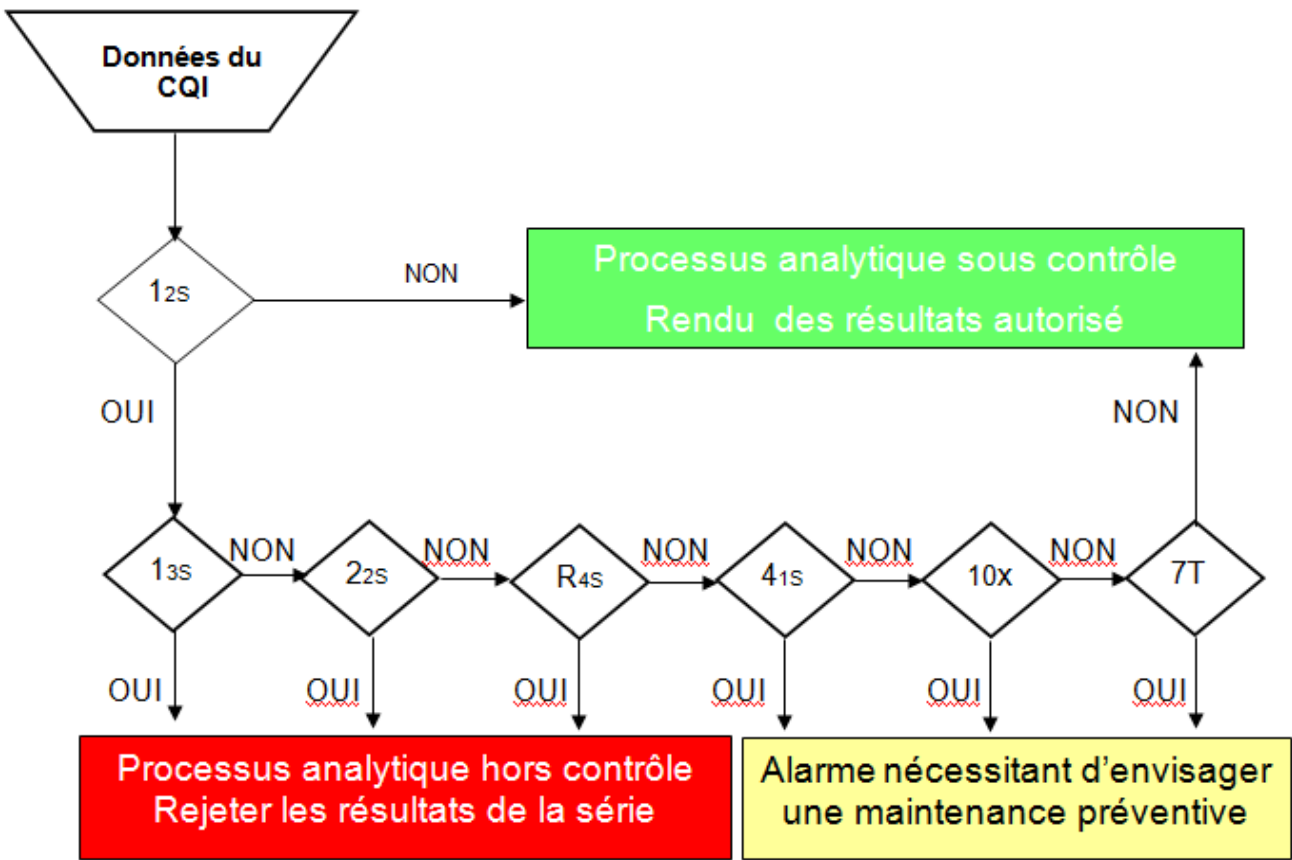 Données du
CQI
12S
NON
Processus analytique sous contrôle
Rendu des résultats autorisé
OUI
NON
13S
NON
22S
NON
R4S
NON
41S
NON
10x
NON
7T
OUI
OUI
OUI
OUI
OUI
OUI
Processus analytique hors contrôle
Rejeter les résultats de la série
Alarme nécessitant d'envisager
une maintenance préventive